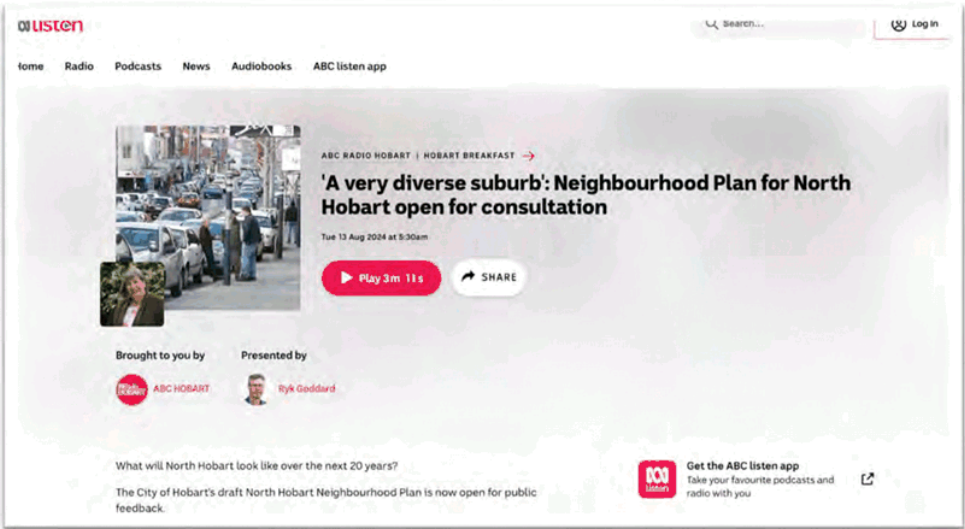 listen
Search...
Log in
Home Radio Podcasts News Audiobooks ABC listen app
ABC RADIO HOBART | HOBART BREAKFAST
'A very diverse suburb': Neighbourhood Plan for North
Hobart open for consultation
Tue 13 Aug 2024 at 5:30am
Play 3m 11s
SHARE
Brought to you by
Presented by
ABC HOBART
Ryk Goddard
What will North Hobart look like over the next 20 years?
The City of Hobart's draft North Hobart Neighbourhood Plan is now open for public
feedback.
listen
Get the ABC listen app
Take your favourite podcasts and
radio with you